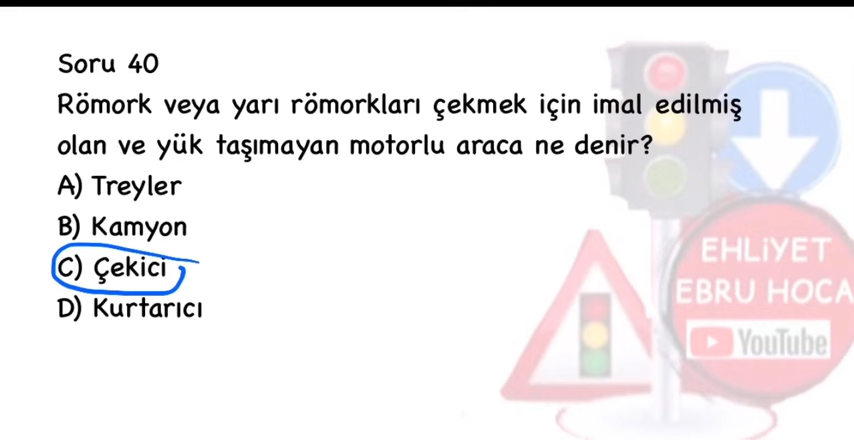 Soru 40
Römork veya yarı römorkları çekmek için imal edilmiş
olan ve yük taşımayan motorlu araca ne denir?
A) Treyler
B) Kamyon
C) Çekici
D) Kurtarıcı
EHLİYET
EBRU HOCA
YouTube